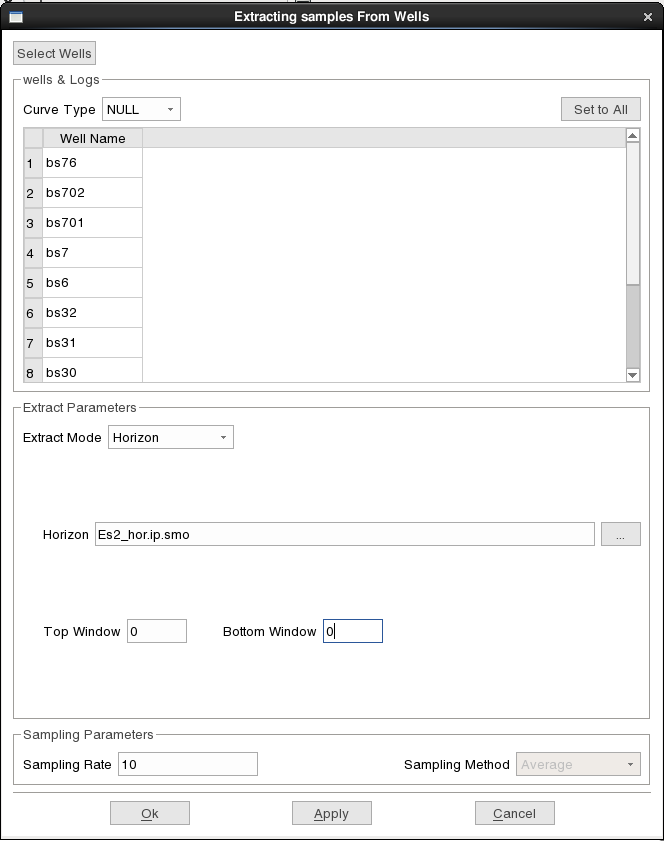 Extracting samples From Wells
Select Wells
wells & Logs
Curve Type NULL Set to All
Well Name
1 bs76
2 bs702
3 bs701
4 bs7
5 bs6
6 bs32
7 bs31
8 bs30
Extract Parameters
Extract Mode Horizon
Horizon Es2_hor.ip.smo ...
Top Window 0 Bottom Window 0
Sampling Parameters
Sampling Rate 10 Sampling Method Average
Ok Apply Cancel